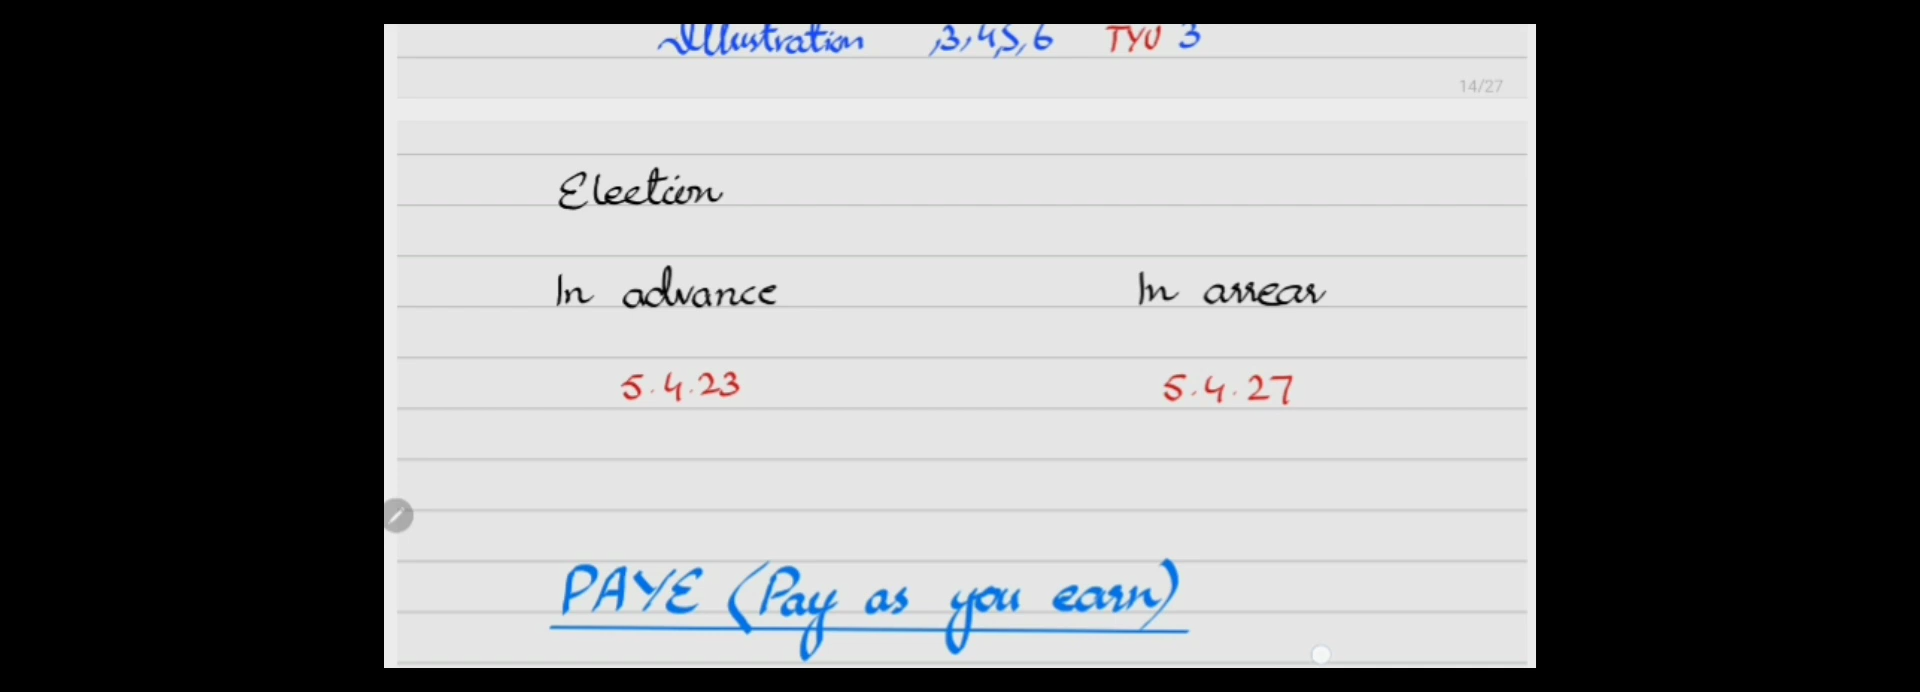 Illustration ,3,4,5,6 TYU 3
14/27
Election
In advance In arrear
5.4.23 5.4.27
PAYE (Pay as you earn)